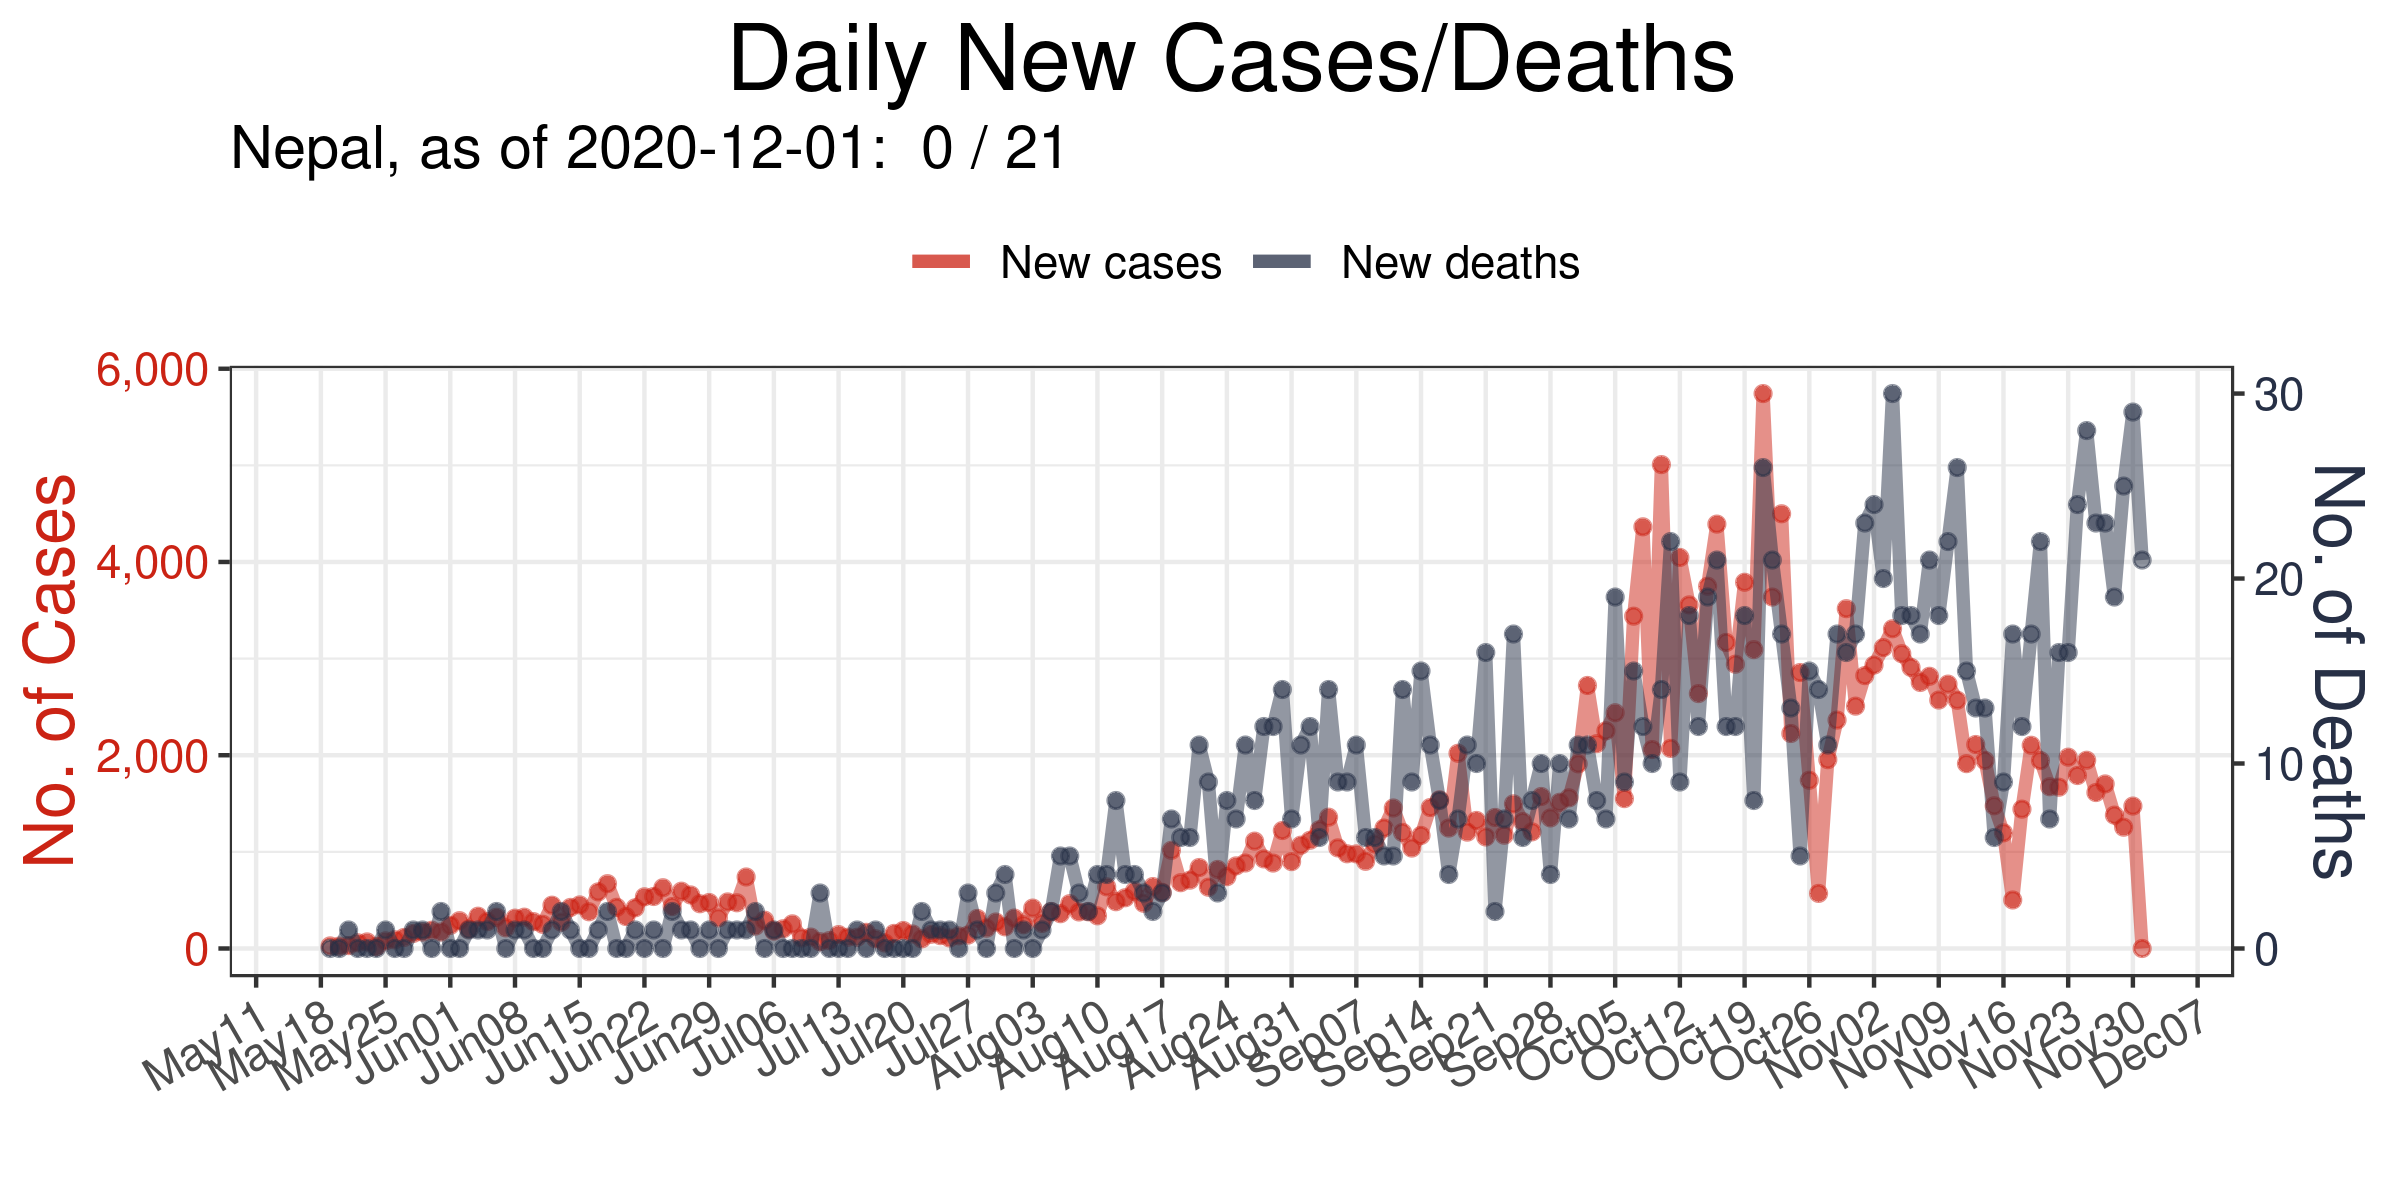 Daily New Cases/Deaths
Nepal, as of 2020-12-01:  0 / 21
New cases New deaths
No. of Cases
6,000
4,000
2,000
0
30
20
10
0
No. of Deaths
May11 May18 May25 Jun01 Jun08 Jun15 Jun22 Jun29 Jul06 Jul13 Jul20 Jul27 Aug03 Aug10 Aug17 Aug24 Aug31 Sep07 Sep14 Sep21 Sep28 Oct05 Oct12 Oct19 Oct26 Nov02 Nov09 Nov16 Nov23 Nov30 Dec07